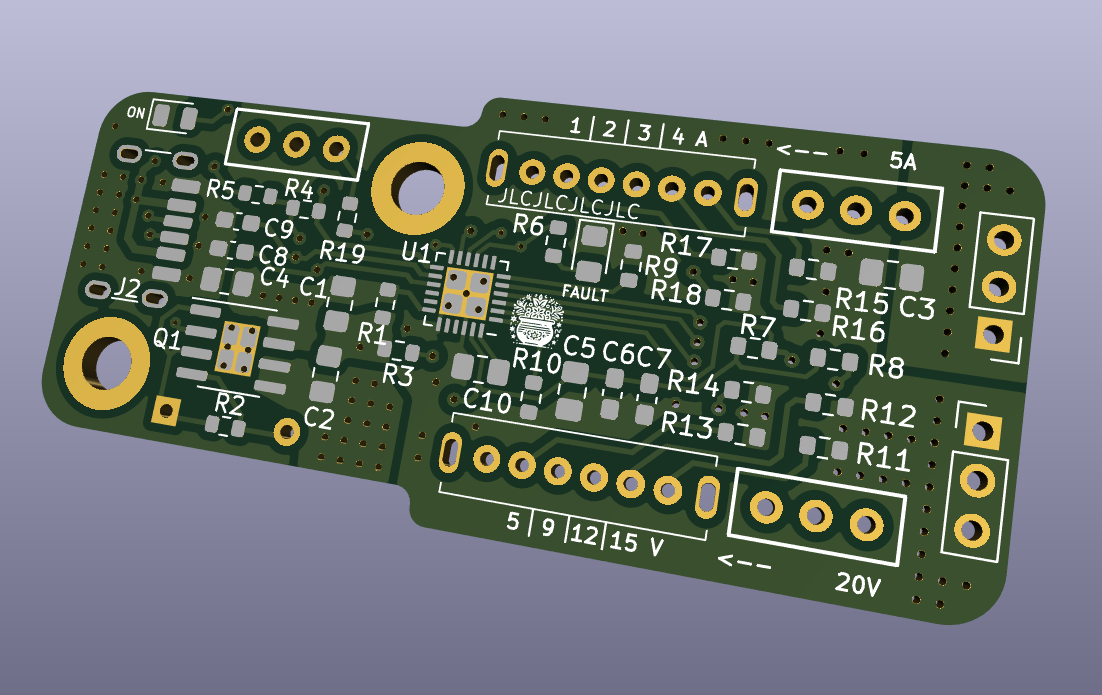 ON
1 | 2 | 3 | 4 A
<---
5A
R5
R4
JLCJLCJLCJLC
C9
R19
R6
R17
U1
C8
R9
J2
C4
C1
FAULT
R18
R15
C3
R16
Q1
R1
R7
R3
R10
C5
C6
C7
R8
R14
R2
C2
C10
R13
R12
R11
5 | 9 | 12 | 15 V
<---
20V